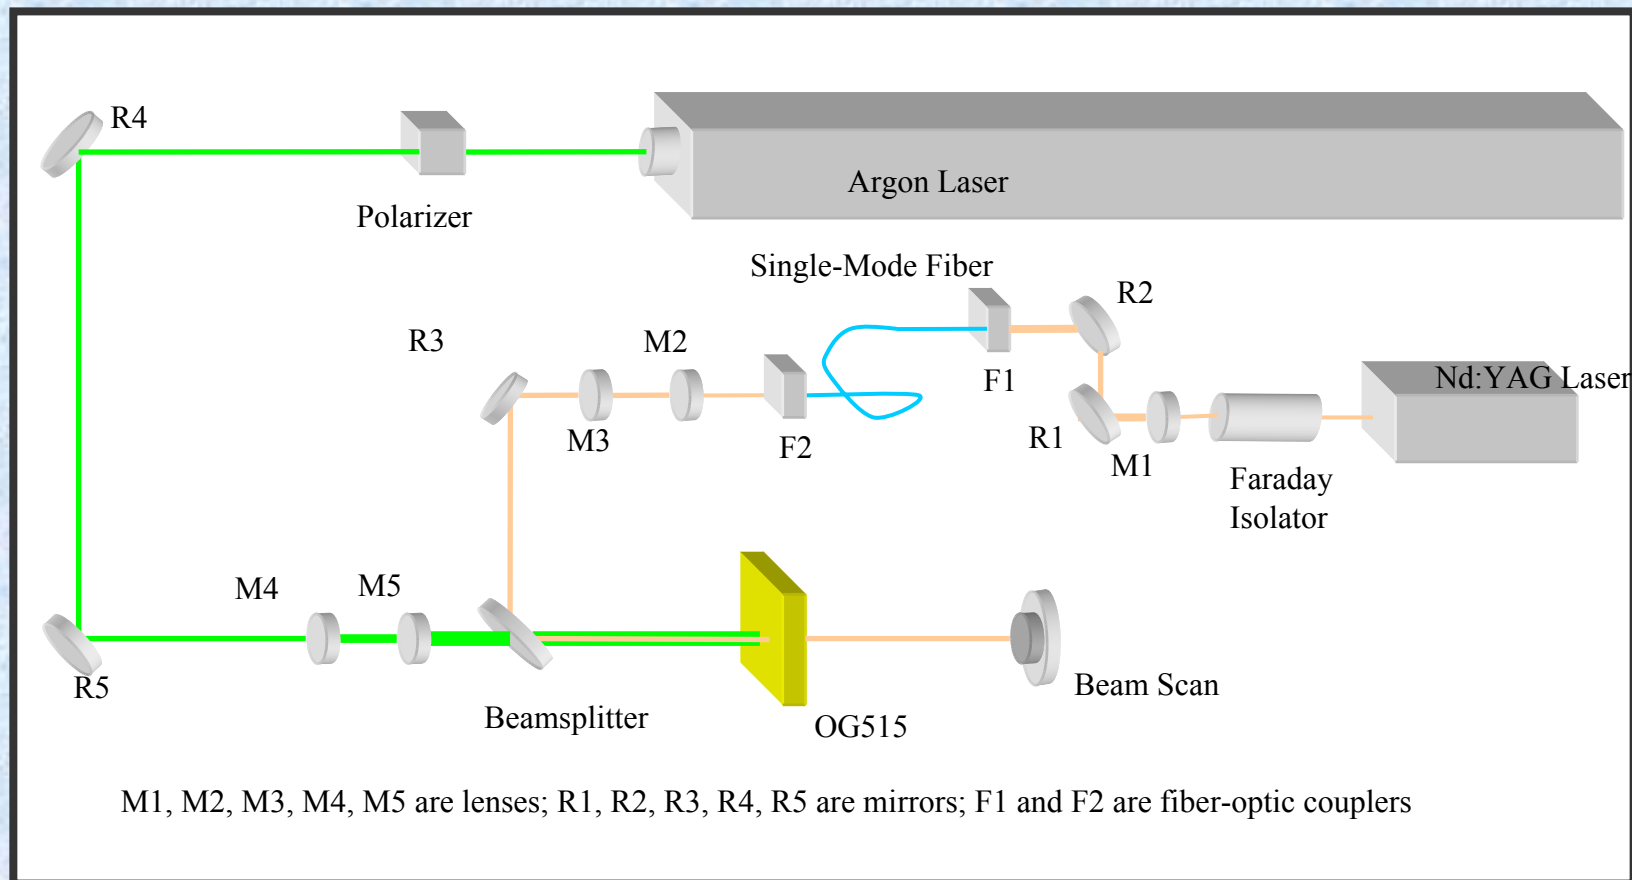 R4
Argon Laser
Polarizer
Single-Mode Fiber
R2
R3
M2
F1
Nd:YAG Laser
M3
F2
R1
M1
Faraday
Isolator
M4
M5
R5
Beam Scan
Beamsplitter
OG515
M1, M2, M3, M4, M5 are lenses; R1, R2, R3, R4, R5 are mirrors; F1 and F2 are fiber-optic couplers